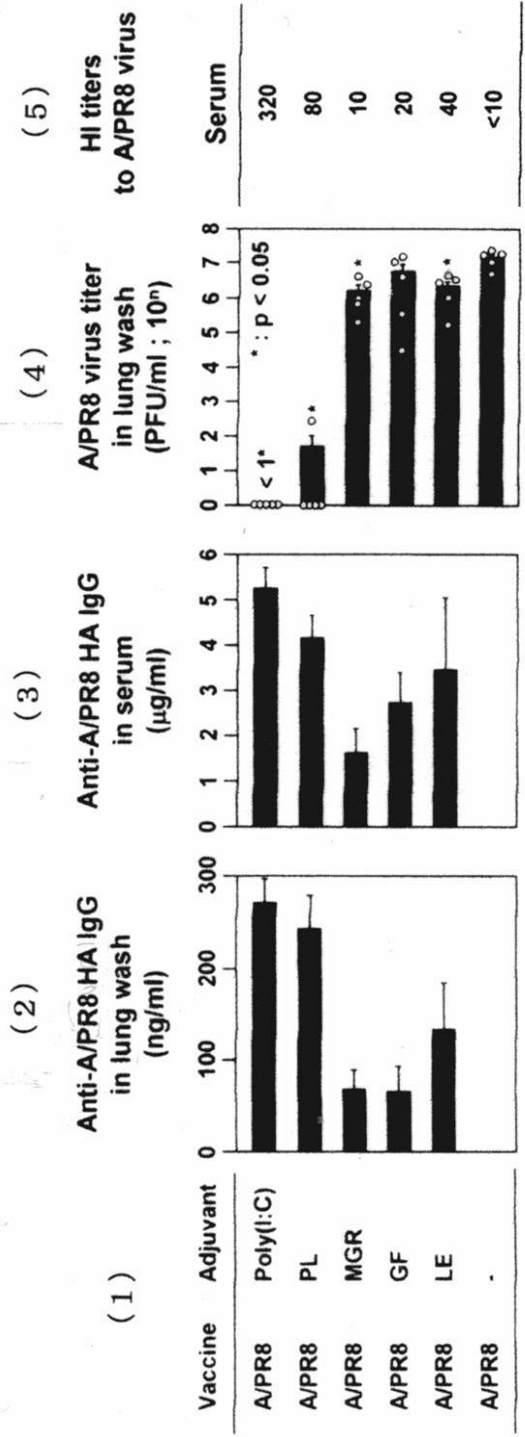 (1)
(2)
(3)
(4)
(5)
Anti-A/PR8 HA IgG
in lung wash
(ng/ml)
Anti-A/PR8 HA IgG
in serum
(μg/ml)
A/PR8 virus titer
in lung wash
(PFU/ml ; 10ⁿ)
HI titers
to A/PR8 virus
Vaccine Adjuvant
0 100 200 300
0 1 2 3 4 5 6
0 1 2 3 4 5 6 7 8
Serum
A/PR8 Poly(I:C) < 1* * : p < 0.05 320
A/PR8 PL * 80
A/PR8 MGR * 10
A/PR8 GF 20
A/PR8 LE * 40
A/PR8 - <10